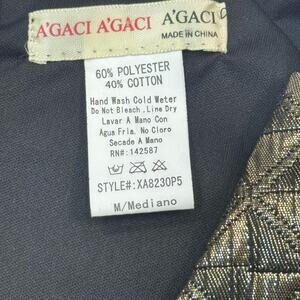 A'GACI A'GACI A'GACI
MADE IN CHINA
60% POLYESTER
40% COTTON
Hand Wash Cold Water
Do Not Bleach. Line Dry
Lavar A Mano Con
Agua Fria. No Cloro
Secade A Mano
RN#: 142587
STYLE#: XA8230P5
M/Mediano